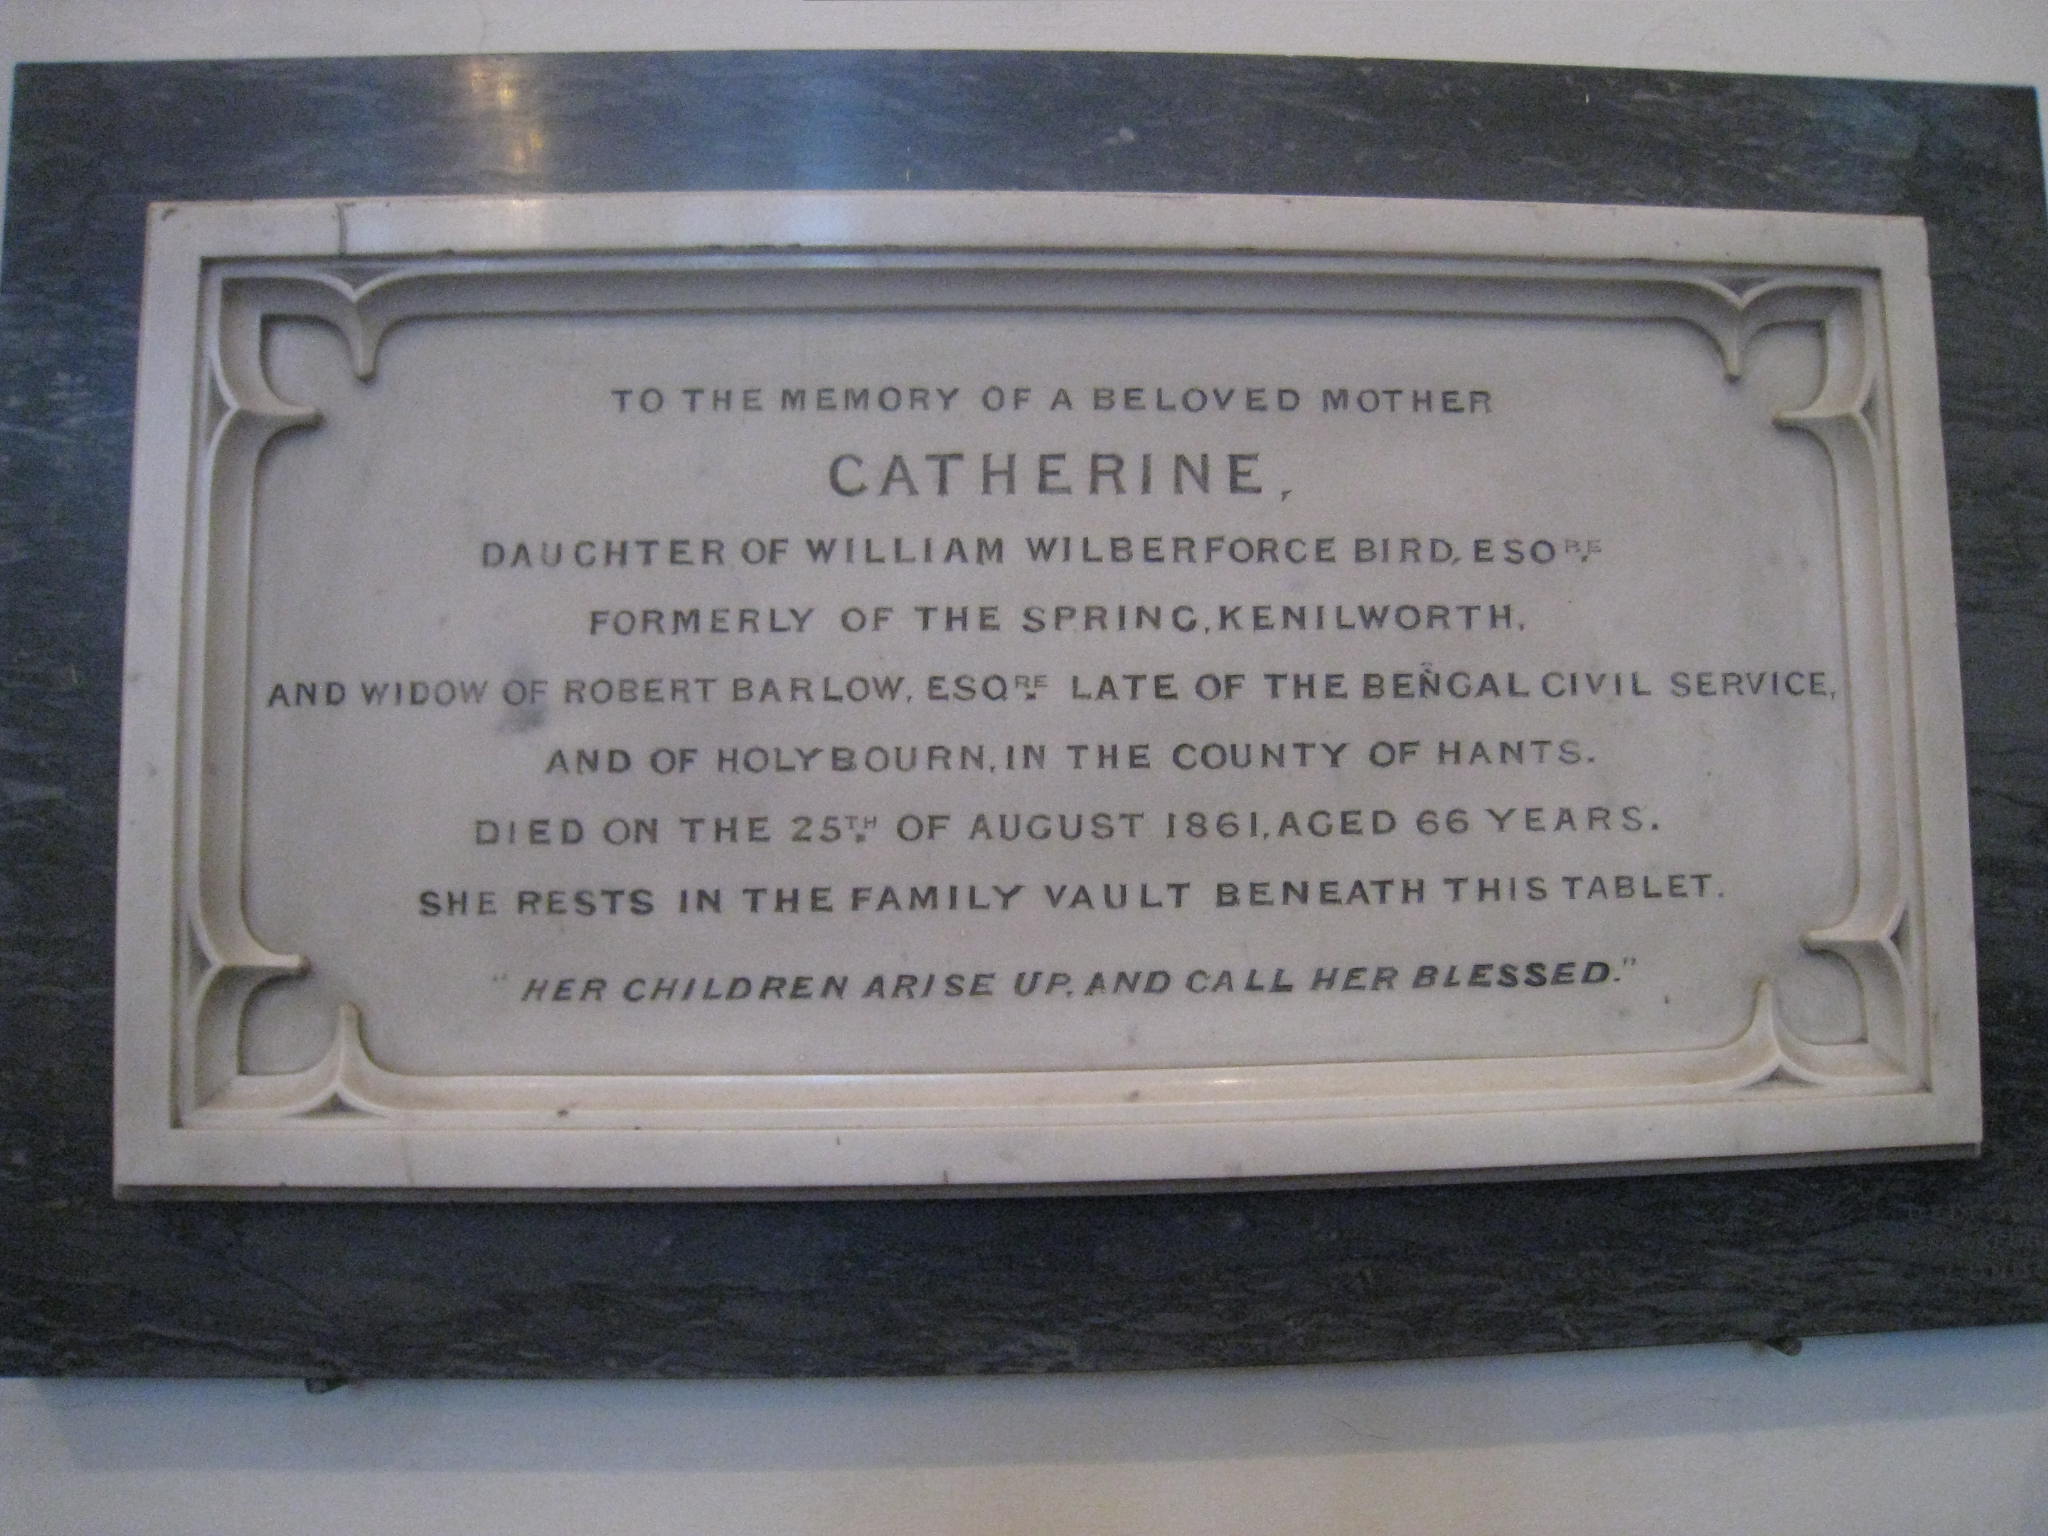 TO THE MEMORY OF A BELOVED MOTHER
CATHERINE,
DAUGHTER OF WILLIAM WILBERFORCE BIRD, ESQRE
FORMERLY OF THE SPRING, KENILWORTH,
AND WIDOW OF ROBERT BARLOW, ESQRE LATE OF THE BENGAL CIVIL SERVICE,
AND OF HOLYBOURN, IN THE COUNTY OF HANTS.
DIED ON THE 25TH OF AUGUST 1861, AGED 66 YEARS.
SHE RESTS IN THE FAMILY VAULT BENEATH THIS TABLET.
"HER CHILDREN ARISE UP, AND CALL HER BLESSED."